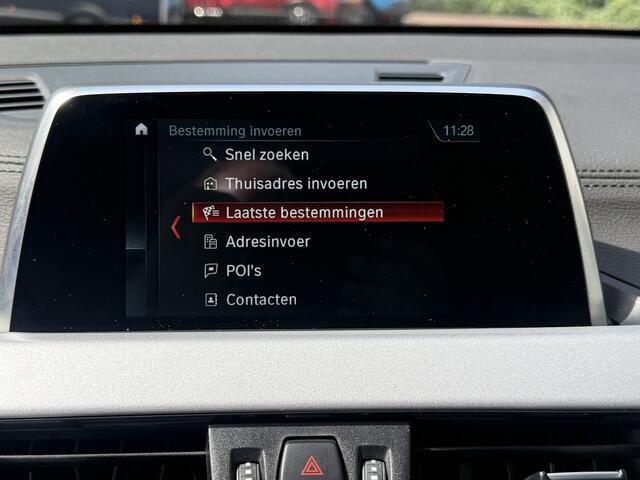 Bestemming invoeren 11:28
Snel zoeken
Thuisadres invoeren
Laatste bestemmingen
Adresinvoer
POI's
Contacten